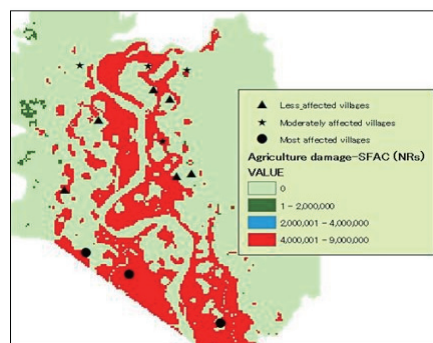 Less affected villages
Moderately affected villages
Most affected villages
Agriculture damage-SFAC (NRs)
VALUE
0
1 - 2,000,000
2,000,001 - 4,000,000
4,000,001 - 9,000,000